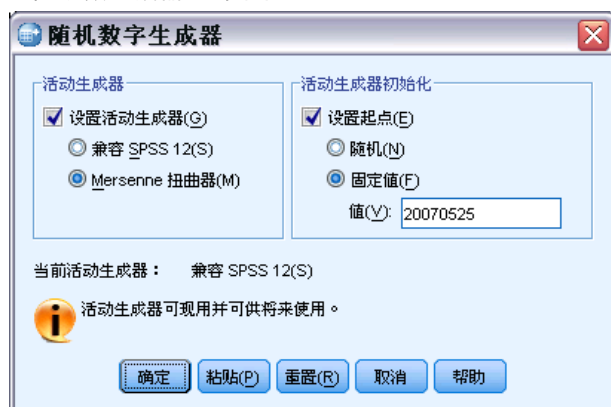 随机数字生成器
活动生成器
设置活动生成器(G)
兼容 SPSS 12(S)
Mersenne 扭曲器(M)
活动生成器初始化
设置起点(E)
随机(N)
固定值(F)
值(V): 20070525
当前活动生成器： 兼容 SPSS 12(S)
活动生成器可现用并可供将来使用。
确定 粘贴(P) 重置(R) 取消 帮助